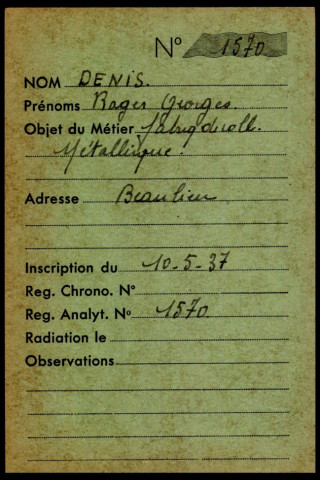 N° 1570
NOM DENIS.
Prénoms Roger Georges.
Objet du Métier fabriq de coll.
Métallique.
Adresse Beaulieu
Inscription du 10-5-37
Reg. Chrono. N°
Reg. Analyt. N° 1570
Radiation le
Observations